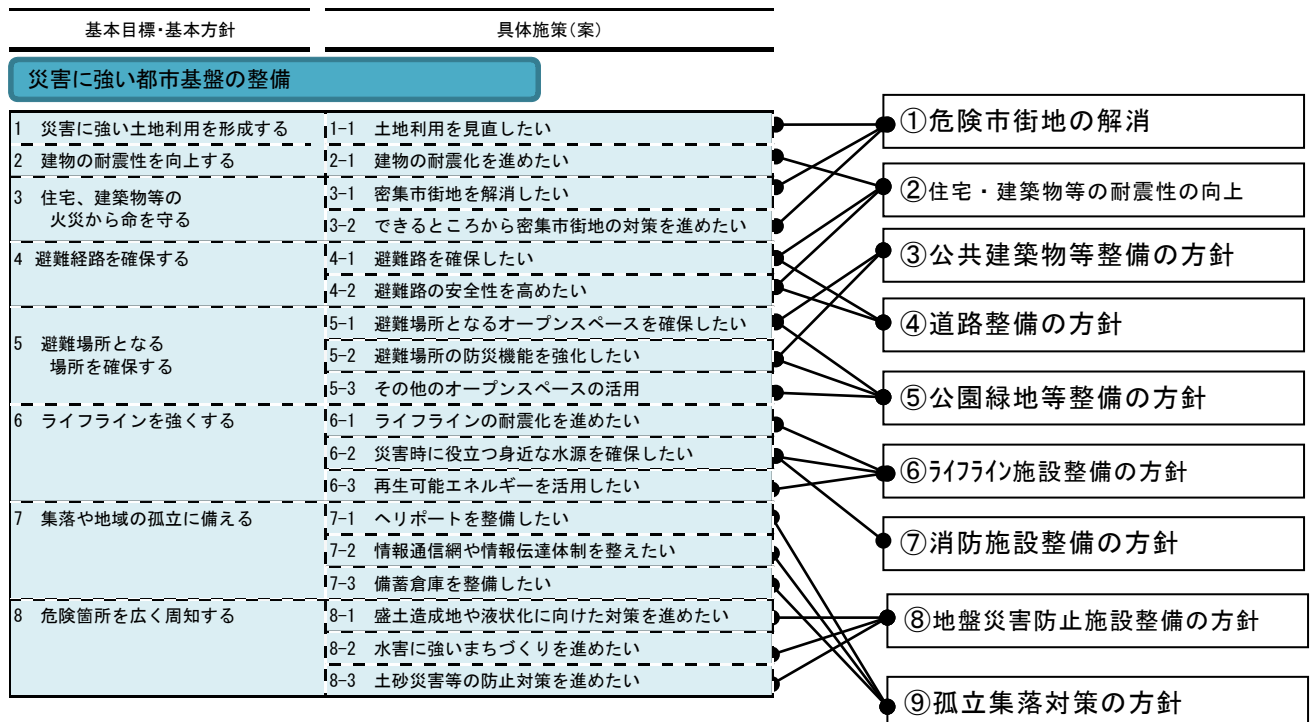 基本目標・基本方針
具体施策(案)
災害に強い都市基盤の整備
1 災害に強い土地利用を形成する
1-1 土地利用を見直したい
2 建物の耐震性を向上する
2-1 建物の耐震化を進めたい
3 住宅、建築物等の
火災から命を守る
3-1 密集市街地を解消したい
3-2 できるところから密集市街地の対策を進めたい
4 避難経路を確保する
4-1 避難路を確保したい
4-2 避難路の安全性を高めたい
5 避難場所となる
場所を確保する
5-1 避難場所となるオープンスペースを確保したい
5-2 避難場所の防災機能を強化したい
5-3 その他のオープンスペースの活用
6 ライフラインを強くする
6-1 ライフラインの耐震化を進めたい
6-2 災害時に役立つ身近な水源を確保したい
6-3 再生可能エネルギーを活用したい
7 集落や地域の孤立に備える
7-1 ヘリポートを整備したい
7-2 情報通信網や情報伝達体制を整えたい
7-3 備蓄倉庫を整備したい
8 危険箇所を広く周知する
8-1 盛土造成地や液状化に向けた対策を進めたい
8-2 水害に強いまちづくりを進めたい
8-3 土砂災害等の防止対策を進めたい
①危険市街地の解消
②住宅・建築物等の耐震性の向上
③公共建築物等整備の方針
④道路整備の方針
⑤公園緑地等整備の方針
⑥ﾗｲﾌﾗｲﾝ施設整備の方針
⑦消防施設整備の方針
⑧地盤災害防止施設整備の方針
⑨孤立集落対策の方針